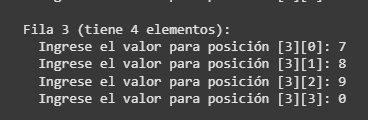 Fila 3 (tiene 4 elementos):
Ingrese el valor para posición [3][0]: 7
Ingrese el valor para posición [3][1]: 8
Ingrese el valor para posición [3][2]: 9
Ingrese el valor para posición [3][3]: 0